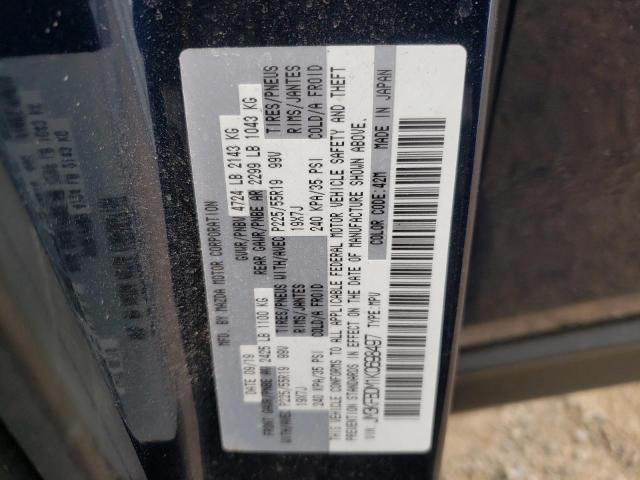 MFG. BY MAZDA MOTOR CORPORATION
DATE 09/19 GVWR/PNBV 4724 LB 2143 KG
FRONT GAWR/PNBE AV 2425 LB 1100 KG REAR GAWR/PNBE AR 2299 LB 1043 KG
WITH/AVEC P225/55R19 99V TIRES/PNEUS WITH/AVEC P225/55R19 99V TIRES/PNEUS
19X7J RIMS/JANTES 19X7J RIMS/JANTES
240 KPA/35 PSI COLD/A FROID 240 KPA/35 PSI COLD/A FROID
THIS VEHICLE CONFORMS TO ALL APPLICABLE FEDERAL MOTOR VEHICLE SAFETY AND THEFT
PREVENTION STANDARDS IN EFFECT ON THE DATE OF MANUFACTURE SHOWN ABOVE.
COLOR CODE:42M MADE IN JAPAN
TYPE:MPV